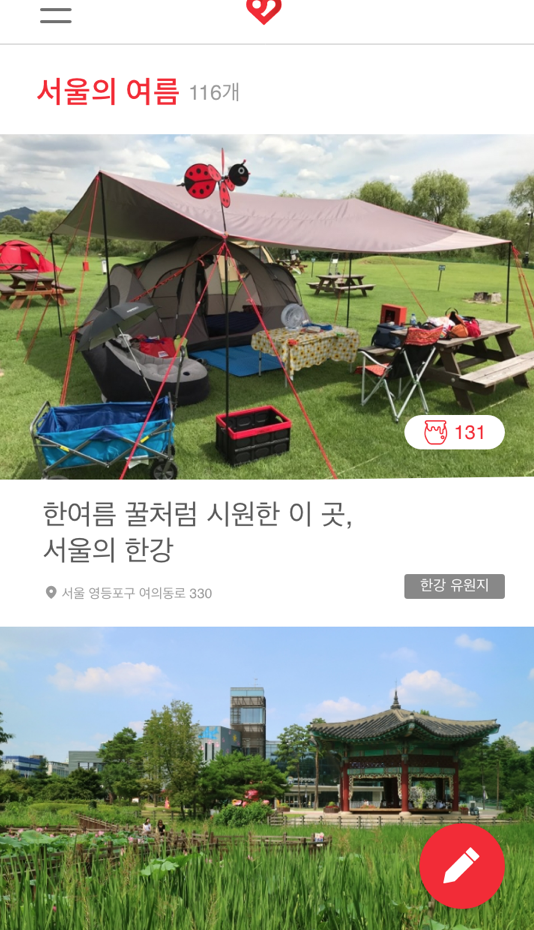 서울의 여름 116개
131
한여름 꿀처럼 시원한 이 곳,
서울의 한강
서울 영등포구 여의동로 330
한강 유원지